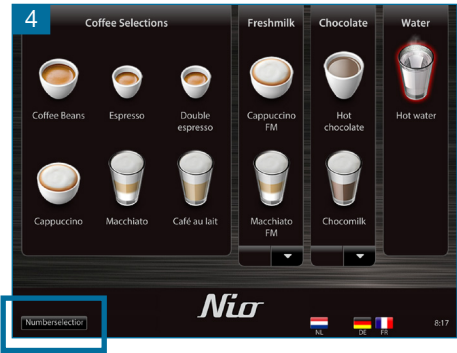 4
Coffee Selections
Freshmilk
Chocolate
Water
Coffee Beans
Espresso
Double
espresso
Cappuccino
FM
Hot
chocolate
Hot water
Cappuccino
Macchiato
Café au lait
Macchiato
FM
Chocomilk
Numberselection
Nio
NL
DE
FR
8:17